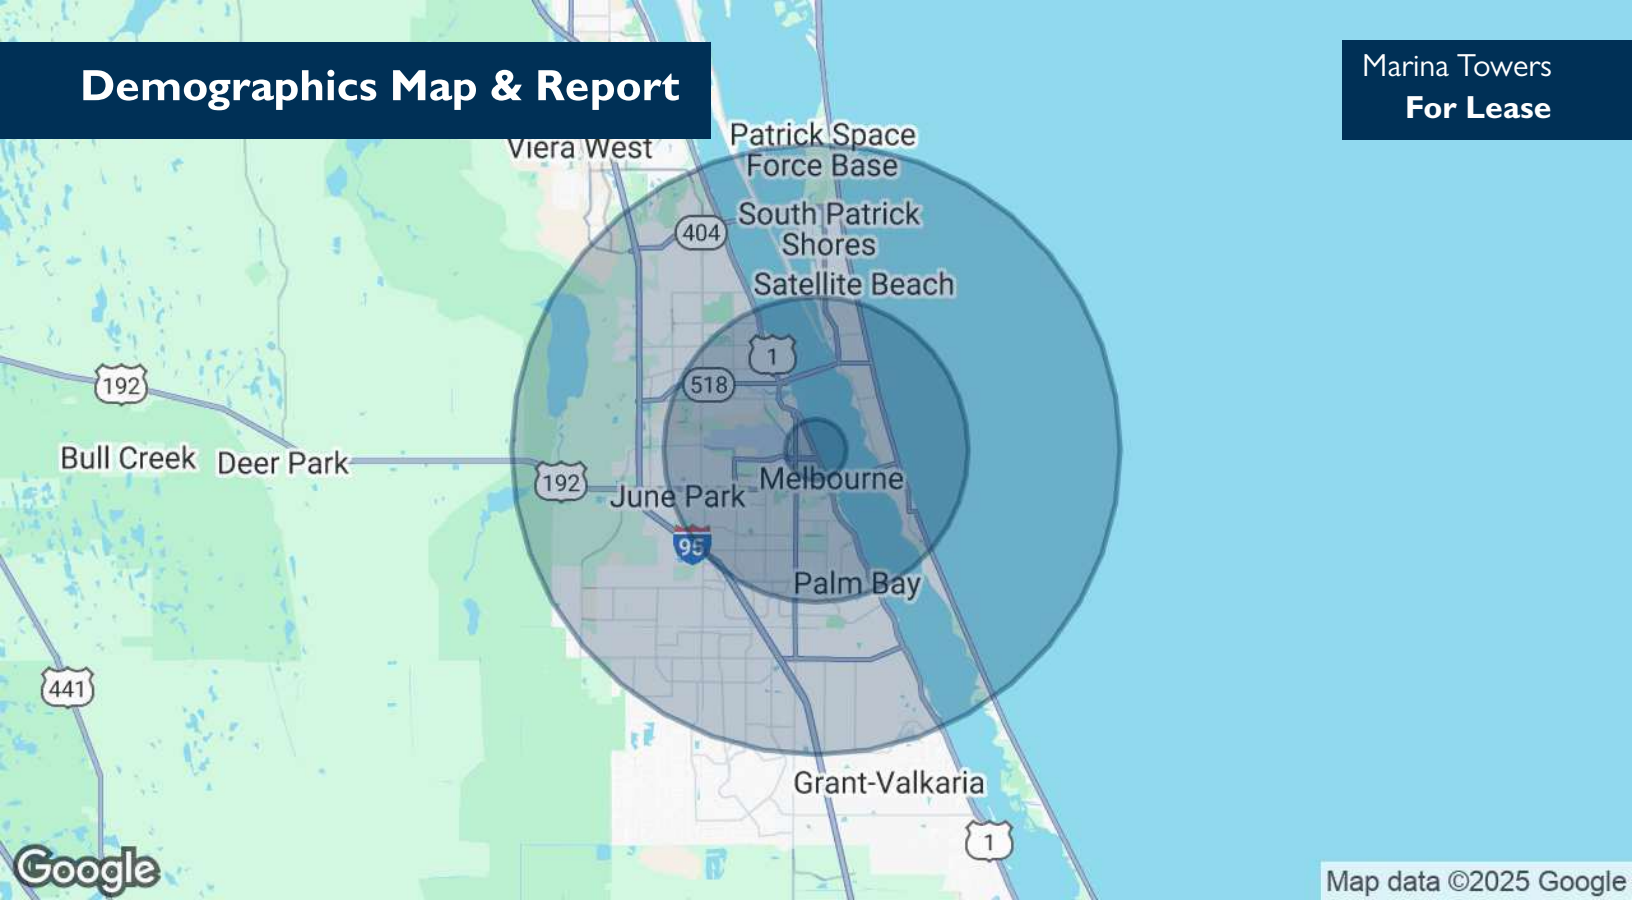 Demographics Map & Report
Marina Towers
For Lease
Viera West
Patrick Space
Force Base
404
South Patrick
Shores
Satellite Beach
1
518
192
Bull Creek
Deer Park
192
June Park
Melbourne
95
Palm Bay
441
Grant-Valkaria
1
Google
Map data ©2025 Google